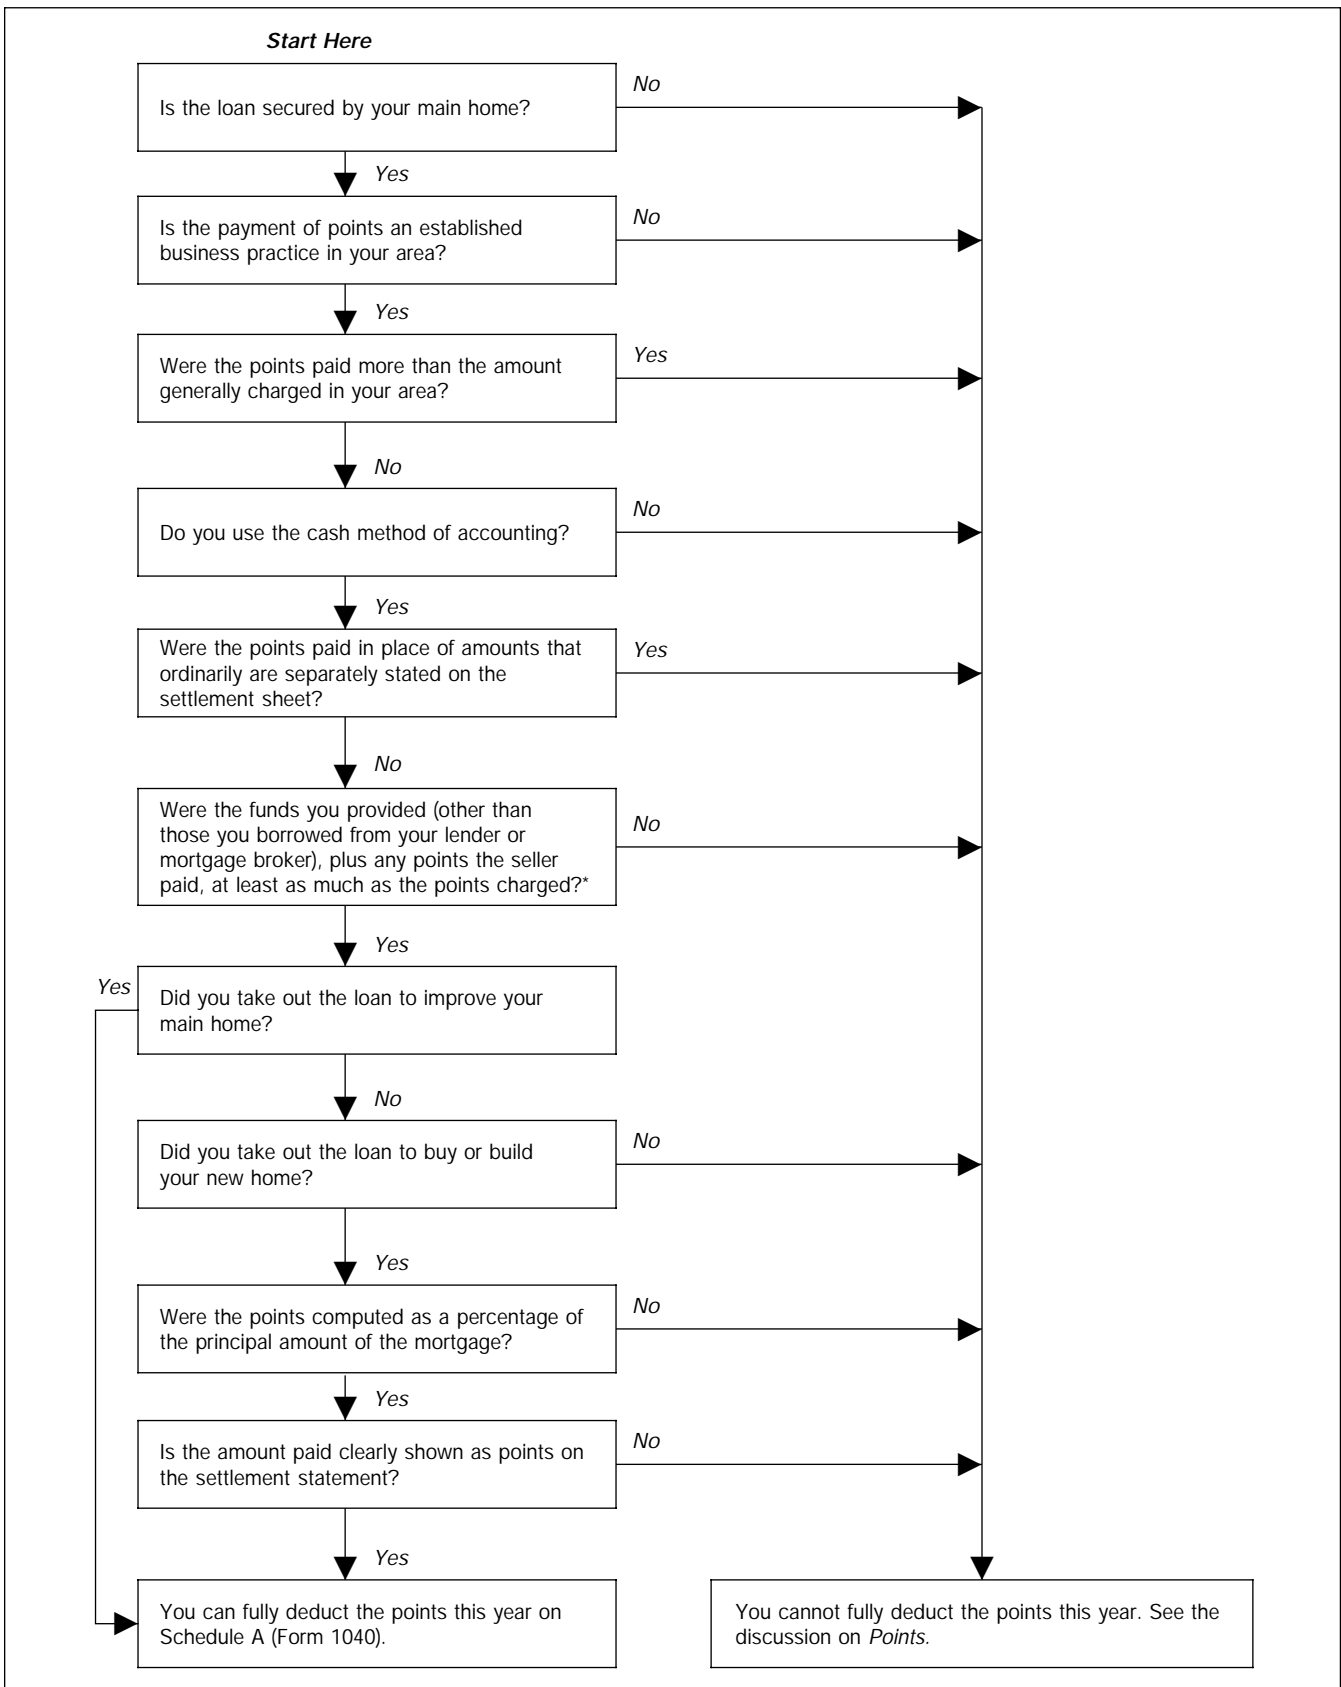 Start Here
Is the loan secured by your main home?
No
Yes
Is the payment of points an established
business practice in your area?
No
Yes
Were the points paid more than the amount
generally charged in your area?
Yes
No
Do you use the cash method of accounting?
No
Yes
Were the points paid in place of amounts that
ordinarily are separately stated on the
settlement sheet?
Yes
No
Were the funds you provided (other than
those you borrowed from your lender or
mortgage broker), plus any points the seller
paid, at least as much as the points charged?*
No
Yes
Yes
Did you take out the loan to improve your
main home?
No
Did you take out the loan to buy or build
your new home?
No
Yes
Were the points computed as a percentage of
the principal amount of the mortgage?
No
Yes
Is the amount paid clearly shown as points on
the settlement statement?
No
Yes
You can fully deduct the points this year on
Schedule A (Form 1040).
You cannot fully deduct the points this year. See the
discussion on Points.